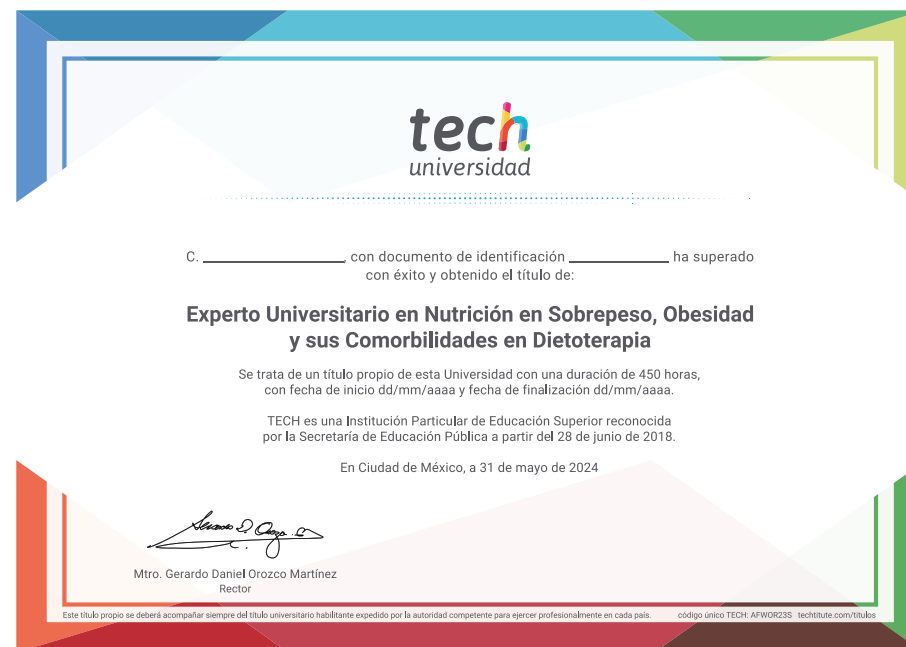 tech
universidad
C. ____________________, con documento de identificación ______________ ha superado
con éxito y obtenido el título de:
Experto Universitario en Nutrición en Sobrepeso, Obesidad
y sus Comorbilidades en Dietoterapia
Se trata de un título propio de esta Universidad con una duración de 450 horas,
con fecha de inicio dd/mm/aaaa y fecha de finalización dd/mm/aaaa.
TECH es una Institución Particular de Educación Superior reconocida
por la Secretaría de Educación Pública a partir del 28 de junio de 2018.
En Ciudad de México, a 31 de mayo de 2024
Mtro. Gerardo Daniel Orozco Martínez
Rector
Este título propio se deberá acompañar siempre del título universitario habilitante expedido por la autoridad competente para ejercer profesionalmente en cada país. código único TECH: AFWOR23S techtitute.com/titulos